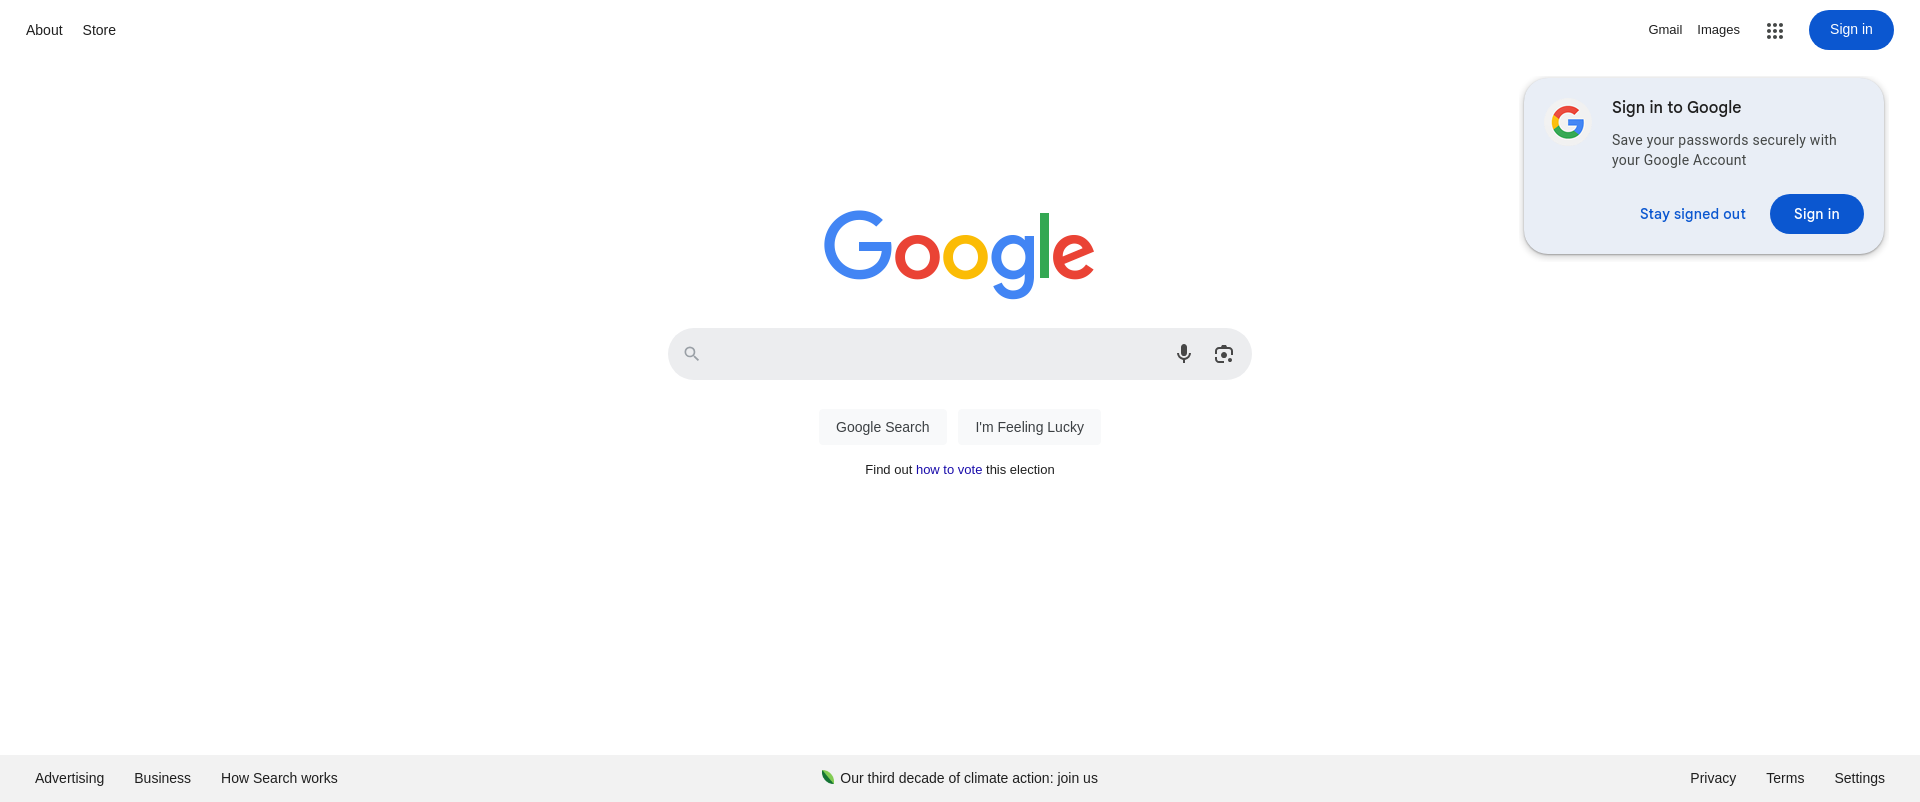 About Store
Gmail Images Sign in
Sign in to Google
Save your passwords securely with
your Google Account
Stay signed out Sign in
Google
Google Search I'm Feeling Lucky
Find out how to vote this election
Advertising Business How Search works
Our third decade of climate action: join us
Privacy Terms Settings